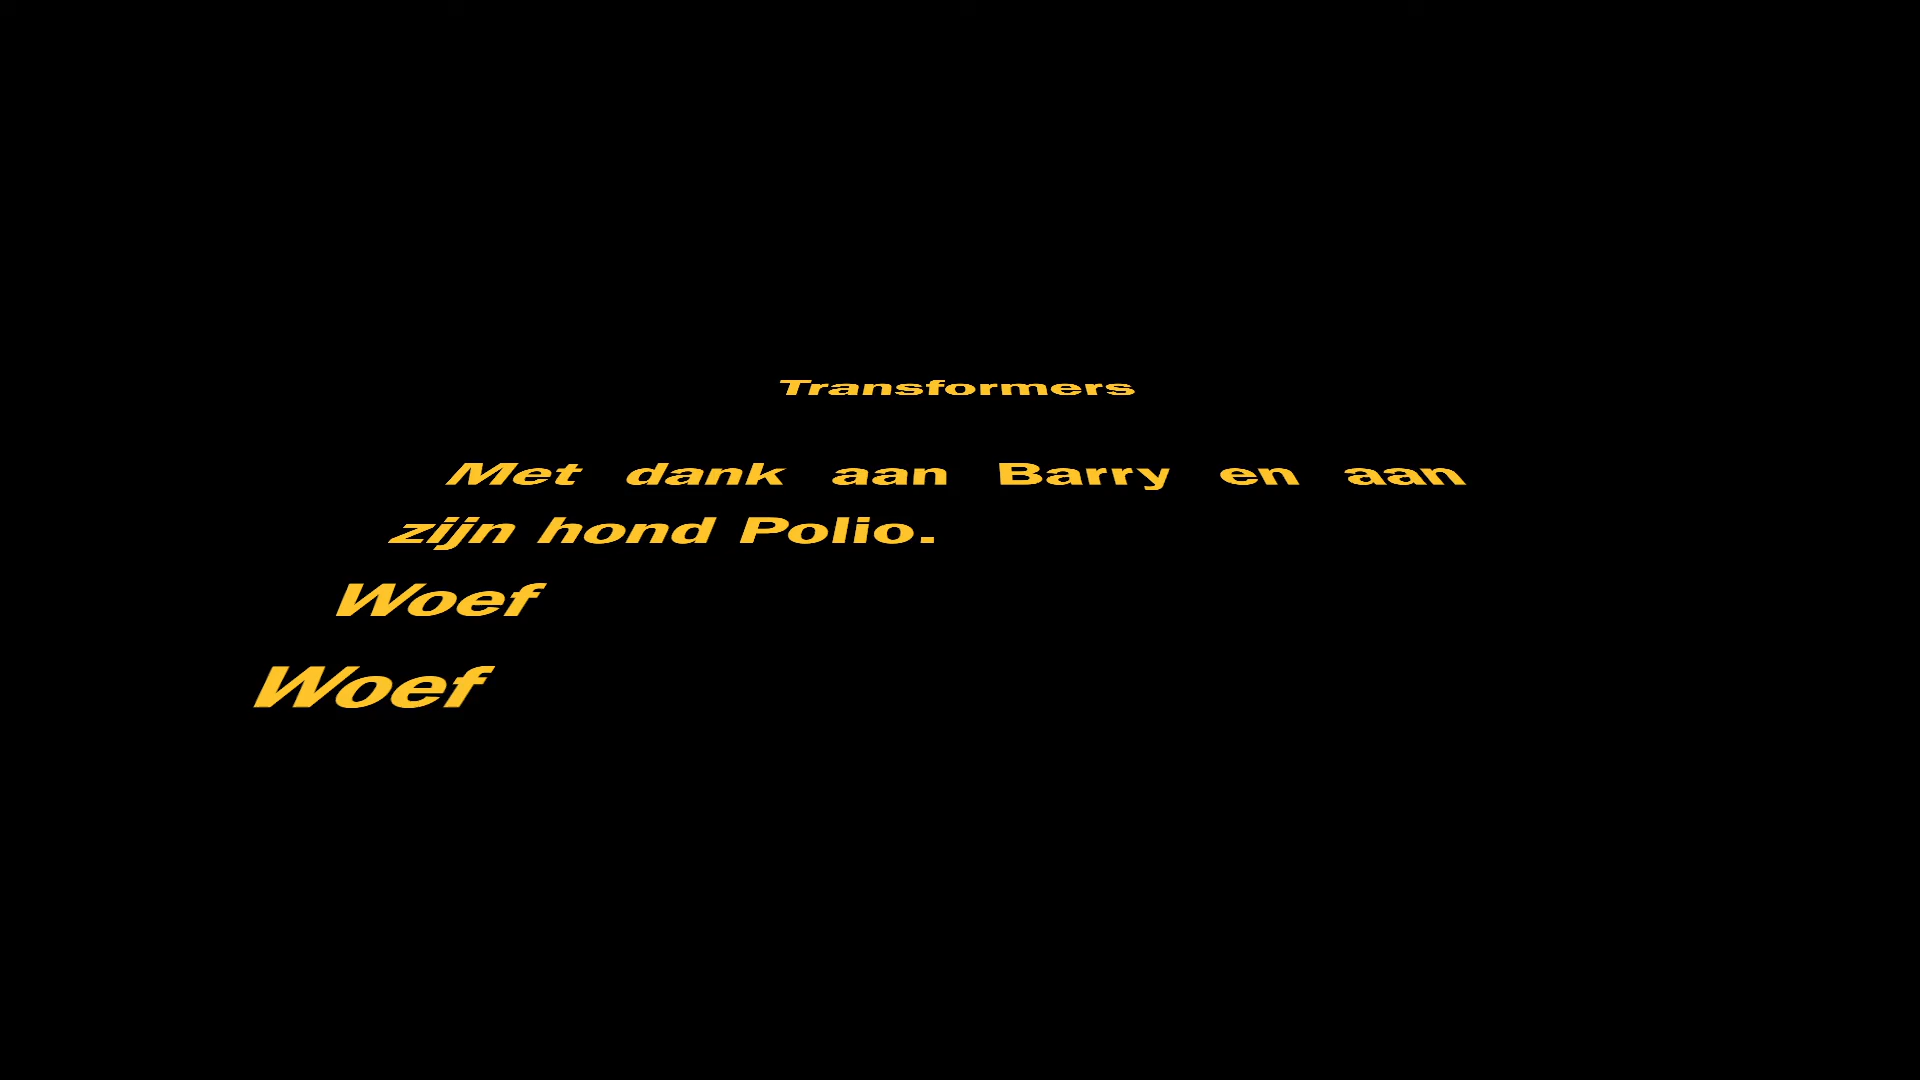 Transformers
Met dank aan Barry en aan
zijn hond Polio.
Woef
Woef